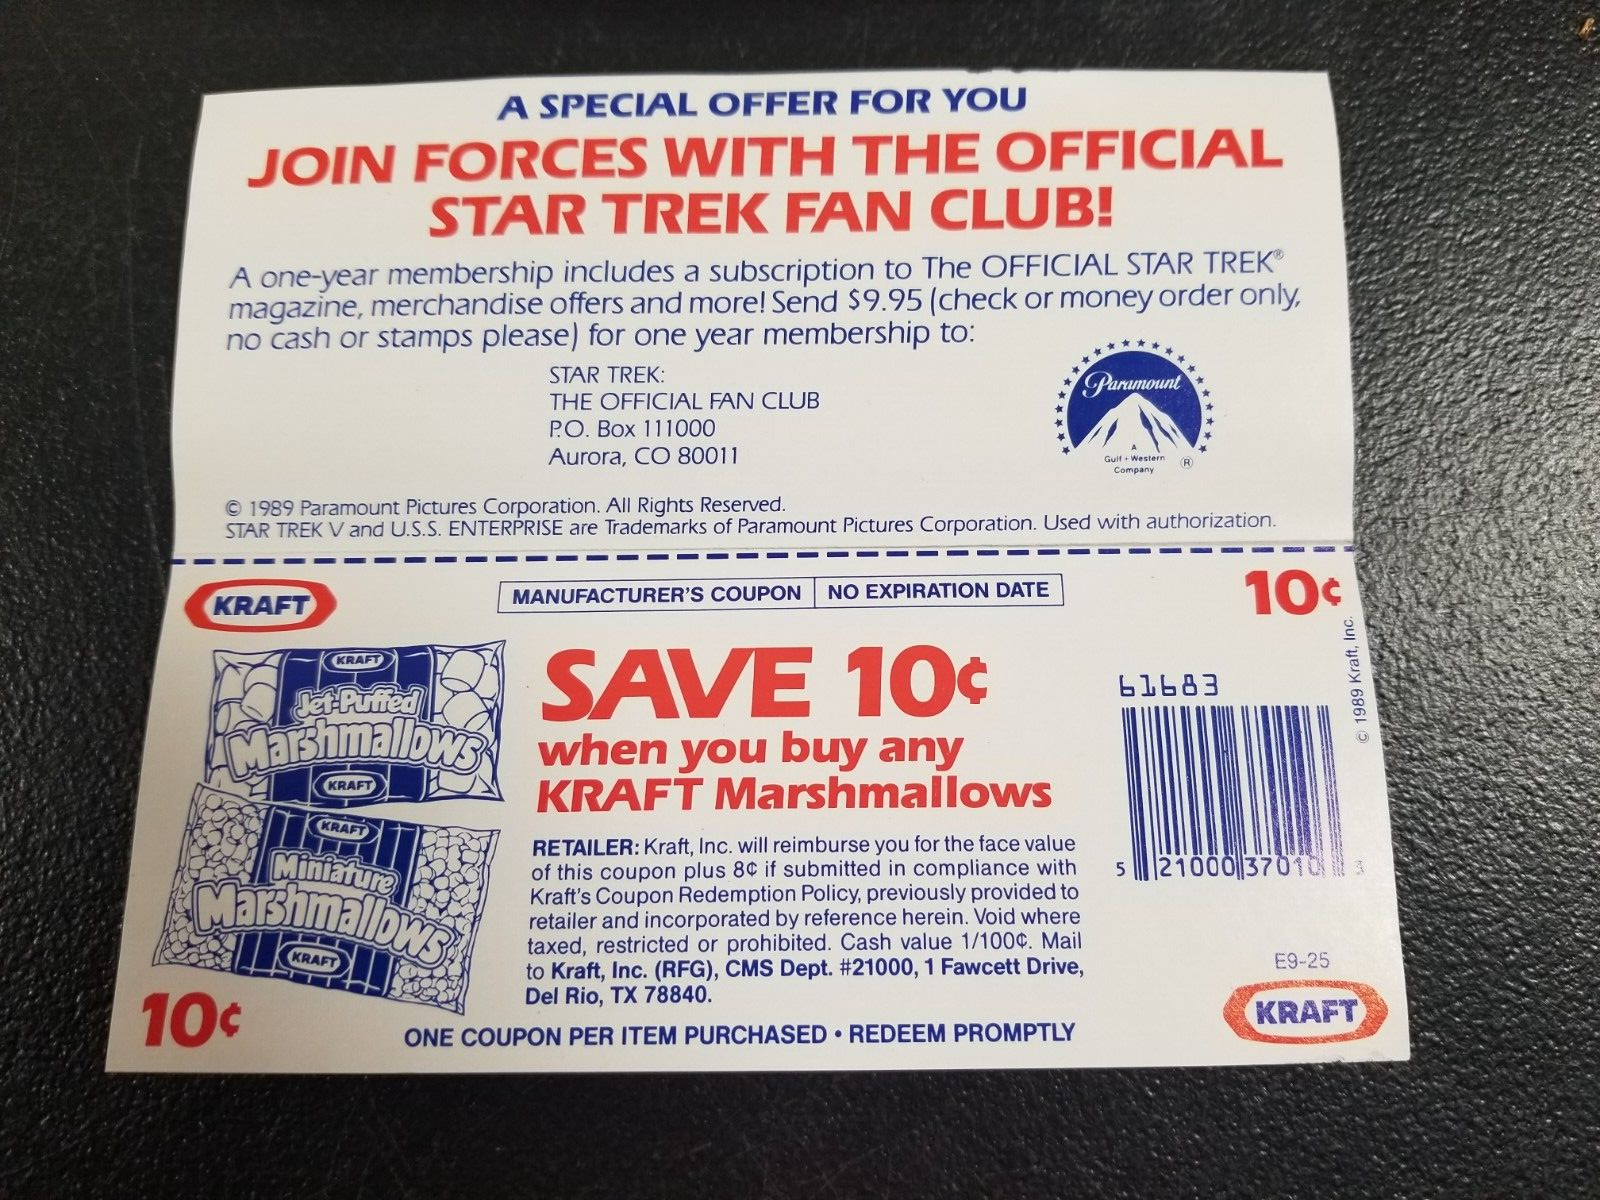 A SPECIAL OFFER FOR YOU
JOIN FORCES WITH THE OFFICIAL
STAR TREK FAN CLUB!
A one-year membership includes a subscription to The OFFICIAL STAR TREK®
magazine, merchandise offers and more! Send $9.95 (check or money order only,
no cash or stamps please) for one year membership to:
STAR TREK:
THE OFFICIAL FAN CLUB
P.O. Box 111000
Aurora, CO 80011
Paramount
A
Gulf + Western
Company
®
© 1989 Paramount Pictures Corporation. All Rights Reserved.
STAR TREK V and U.S.S. ENTERPRISE are Trademarks of Paramount Pictures Corporation. Used with authorization.
KRAFT
MANUFACTURER'S COUPON NO EXPIRATION DATE
10¢
KRAFT
Jet-Puffed
Marshmallows
KRAFT
KRAFT
Miniature
Marshmallows
KRAFT
10¢
SAVE 10¢
when you buy any
KRAFT Marshmallows
RETAILER: Kraft, Inc. will reimburse you for the face value
of this coupon plus 8¢ if submitted in compliance with
Kraft's Coupon Redemption Policy, previously provided to
retailer and incorporated by reference herein. Void where
taxed, restricted or prohibited. Cash value 1/100¢. Mail
to Kraft, Inc. (RFG), CMS Dept. #21000, 1 Fawcett Drive,
Del Rio, TX 78840.
ONE COUPON PER ITEM PURCHASED • REDEEM PROMPTLY
61683
5 21000 37010
© 1989 Kraft, Inc.
E9-25
KRAFT